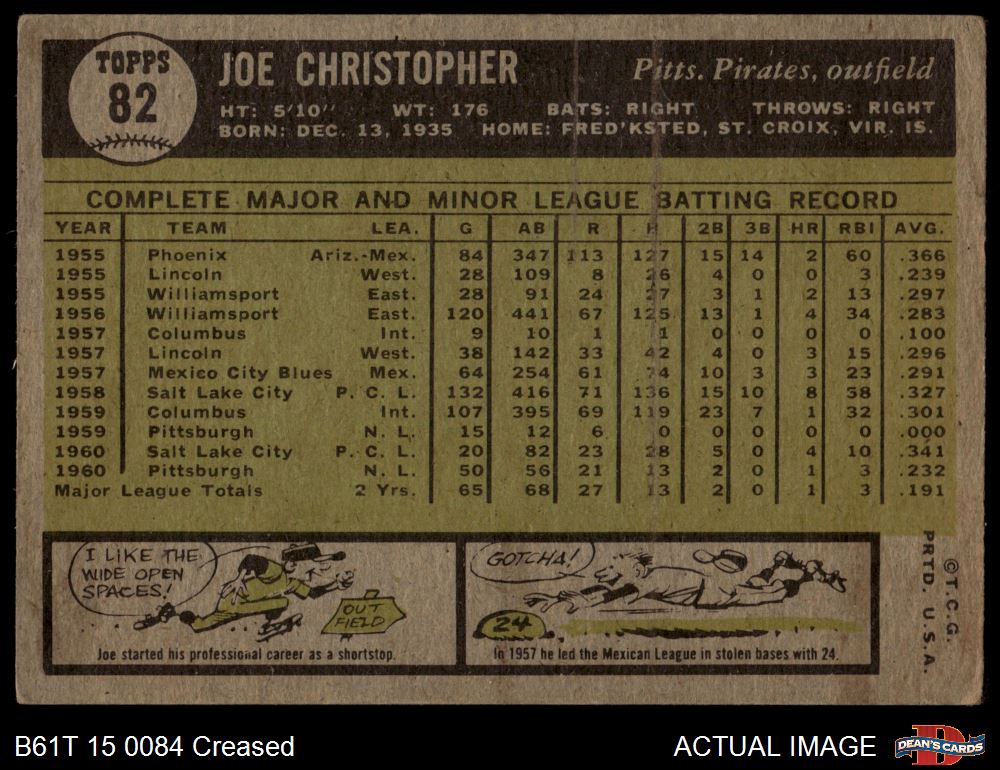 TOPPS
82
JOE CHRISTOPHER
Pitts. Pirates, outfield
HT: 5'10" WT: 176 BATS: RIGHT THROWS: RIGHT
BORN: DEC. 13, 1935 HOME: FRED'KSTED, ST. CROIX, VIR. IS.
COMPLETE MAJOR AND MINOR LEAGUE BATTING RECORD
YEAR TEAM LEA. G AB R H 2B 3B HR RBI AVG.
1955 Phoenix Ariz.-Mex. 84 347 113 127 15 14 2 60 .366
1955 Lincoln West. 28 109 8 26 4 0 0 3 .239
1955 Williamsport East. 28 91 24 27 3 1 2 13 .297
1956 Williamsport East. 120 441 67 125 13 1 4 34 .283
1957 Columbus Int. 9 10 1 1 0 0 0 0 .100
1957 Lincoln West. 38 142 33 42 4 0 3 15 .296
1957 Mexico City Blues Mex. 64 254 61 74 10 3 3 23 .291
1958 Salt Lake City P. C. L. 132 416 71 136 15 10 8 58 .327
1959 Columbus Int. 107 395 69 119 23 7 1 32 .301
1959 Pittsburgh N. L. 15 12 6 0 0 0 0 0 .000
1960 Salt Lake City P. C. L. 20 82 23 28 5 0 4 10 .341
1960 Pittsburgh N. L. 50 56 21 13 2 0 1 3 .232
Major League Totals 2 Yrs. 65 68 27 13 2 0 1 3 .191
I LIKE THE
WIDE OPEN
SPACES!
OUT
FIELD
Joe started his professional career as a shortstop.
GOTCHA!
24
In 1957 he led the Mexican League in stolen bases with 24.
©T.C.G.
PRTD. U.S.A.
B61T 15 0084 Creased
ACTUAL IMAGE
DEAN'S CARDS